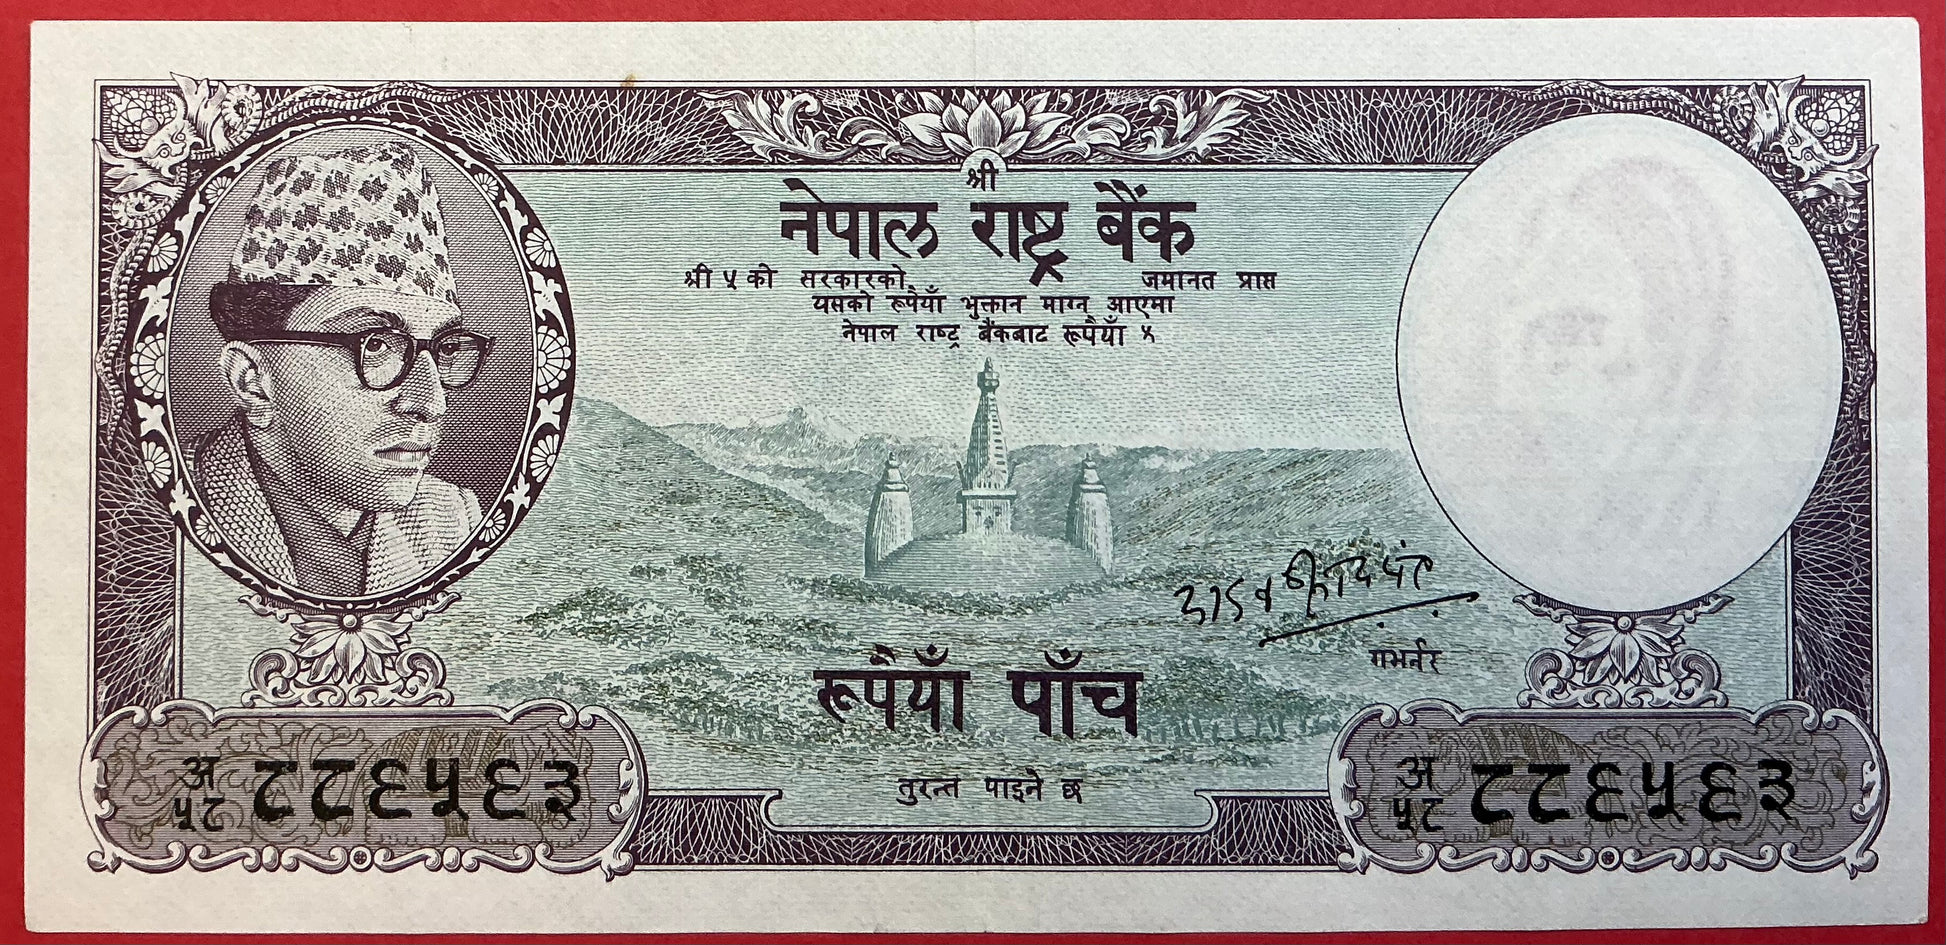 श्री
नेपाल राष्ट्र बैंक
श्री ५ को सरकारको जमानत प्राप्त
यसको रूपैयाँ भुक्तान माग्न आएमा
नेपाल राष्ट्र बैंकबाट रूपैयाँ ५
गभर्नर
रूपैयाँ पाँच
तुरन्त पाइने छ
अ ५८ ८८६५६३
अ ५८ ८८६५६३